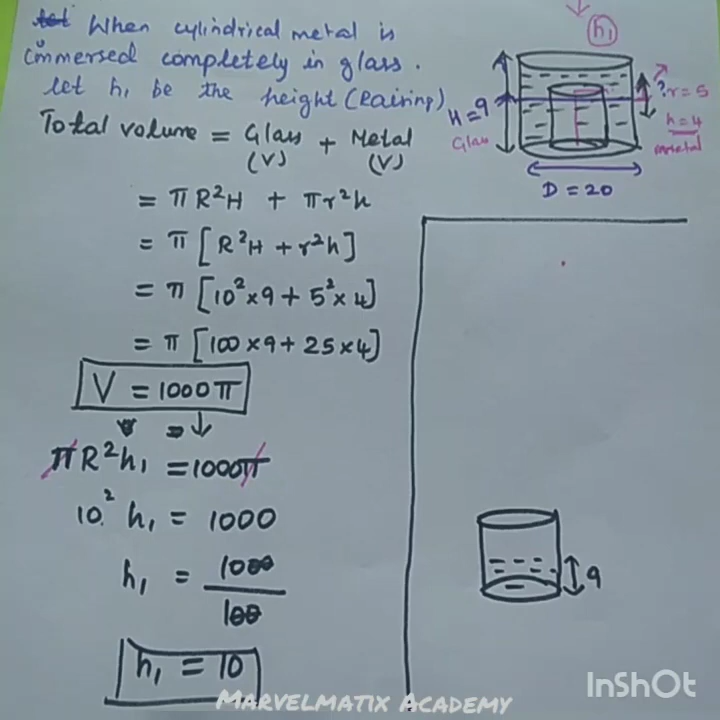 When cylindrical metal is
immersed completely in glass.
let h₁ be the height (Raising)
Total volume = Glass + Metal
(V) (V)
= πR²H + πr²h
= π [R²H + r²h]
= π [10²×9 + 5²×4]
= π [100×9 + 25×4]
V = 1000π
πR²h₁ = 1000π
10² h₁ = 1000
h₁ = 1000
100
h₁ = 10
h₁
H = 9
Glass
? r = 5
h = 4
metal
D = 20
9
MARVELMATIX ACADEMY
InShOt